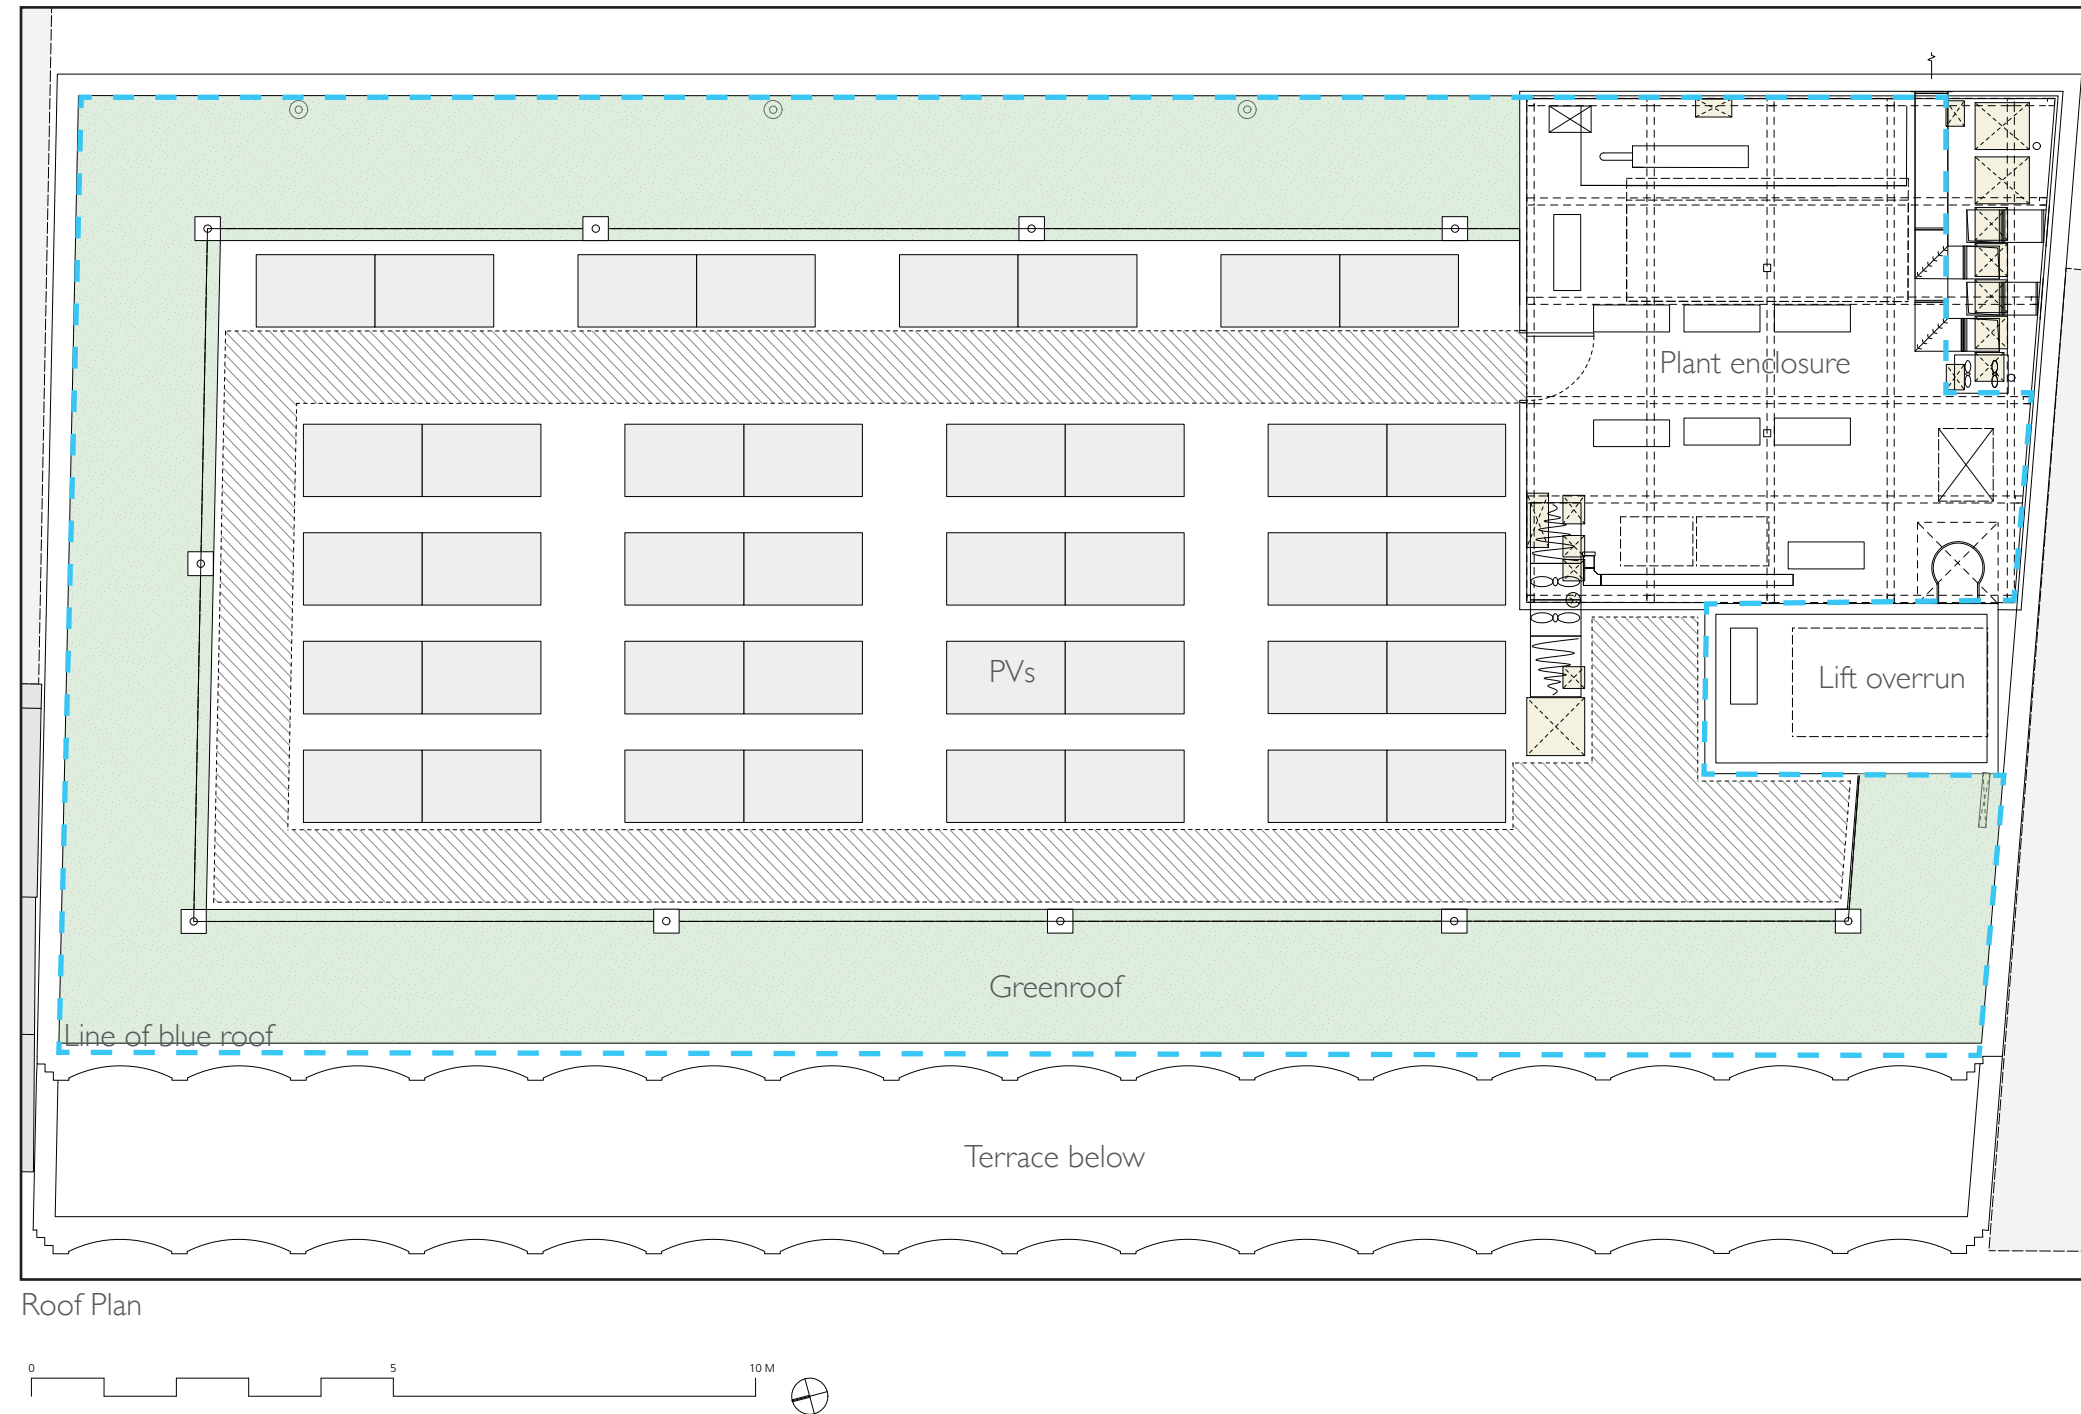 Plant enclosure
PVs
Lift overrun
Greenroof
Line of blue roof
Terrace below
Roof Plan
0 5 10 M